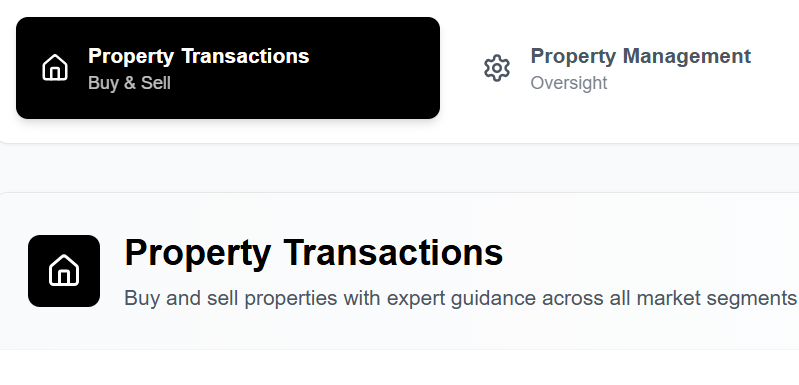 Property Transactions
Buy & Sell
Property Management
Oversight
Property Transactions
Buy and sell properties with expert guidance across all market segments